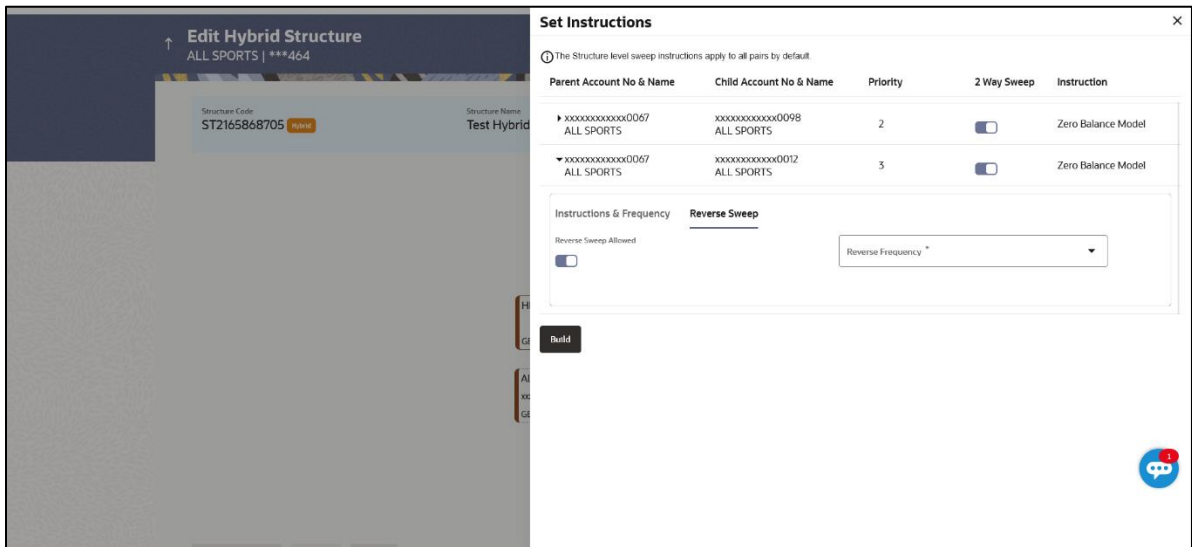 Edit Hybrid Structure
ALL SPORTS | ***464
Structure Code
ST2165868705 Hybrid
Structure Name
Test Hybrid
Set Instructions
The Structure level sweep instructions apply to all pairs by default.
Parent Account No & Name Child Account No & Name Priority 2 Way Sweep Instruction
xxxxxxxxxxxx0067 xxxxxxxxxxxx0098 2 Zero Balance Model
ALL SPORTS ALL SPORTS
xxxxxxxxxxxx0067 xxxxxxxxxxxx0012 3 Zero Balance Model
ALL SPORTS ALL SPORTS
Instructions & Frequency Reverse Sweep
Reverse Sweep Allowed
Reverse Frequency *
Build
1